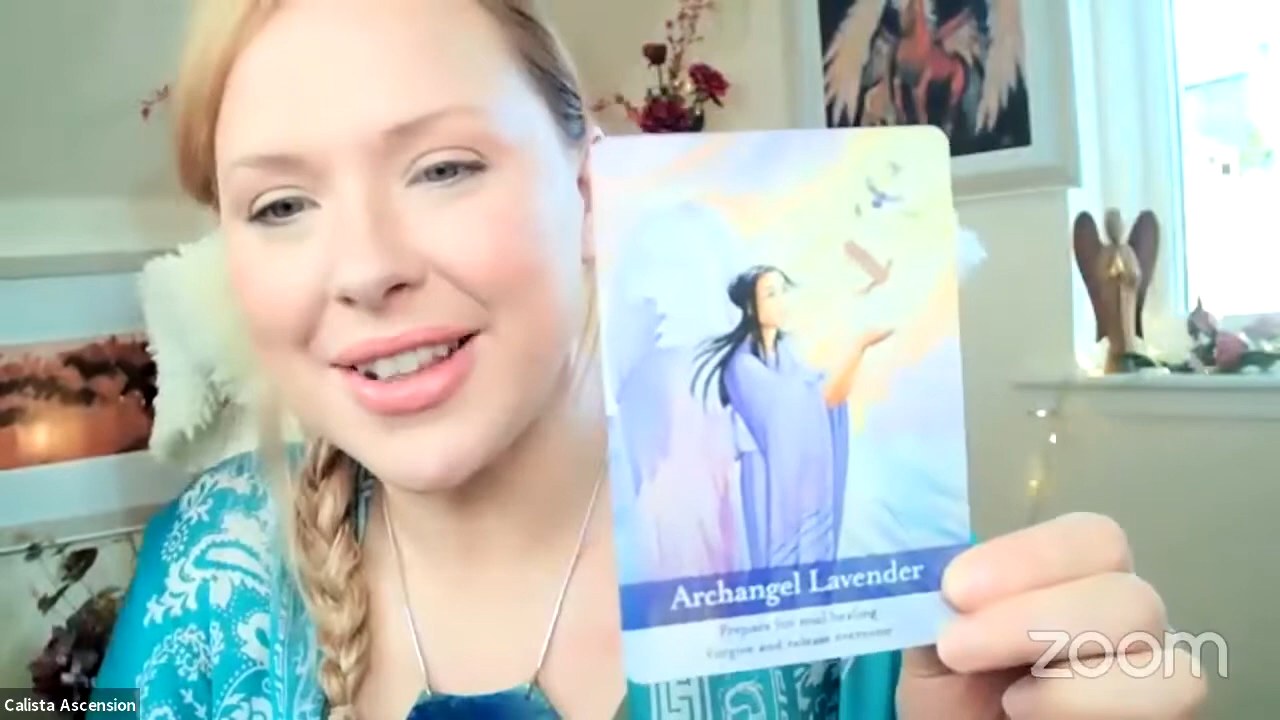 Archangel Lavender
Prepare for soul healing
forgive and release everyone
zoom
Calista Ascension